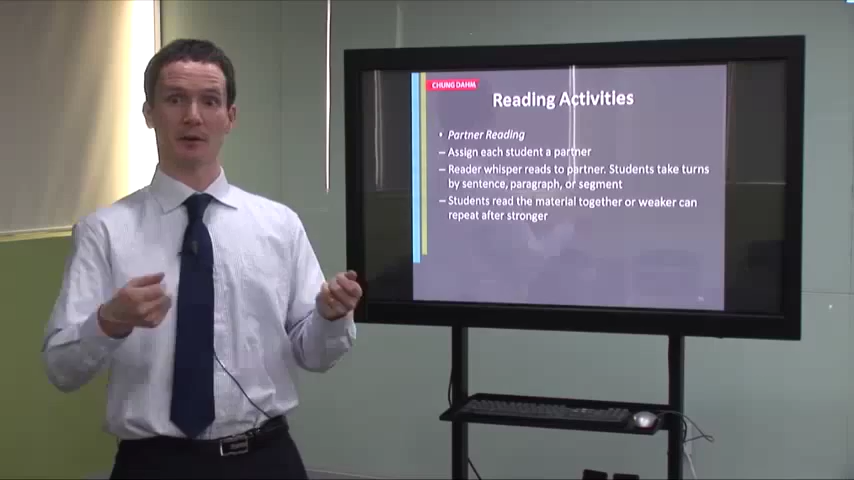 CHUNG DAHM
Reading Activities
• Partner Reading
– Assign each student a partner
– Reader whisper reads to partner. Students take turns
by sentence, paragraph, or segment
– Students read the material together or weaker can
repeat after stronger